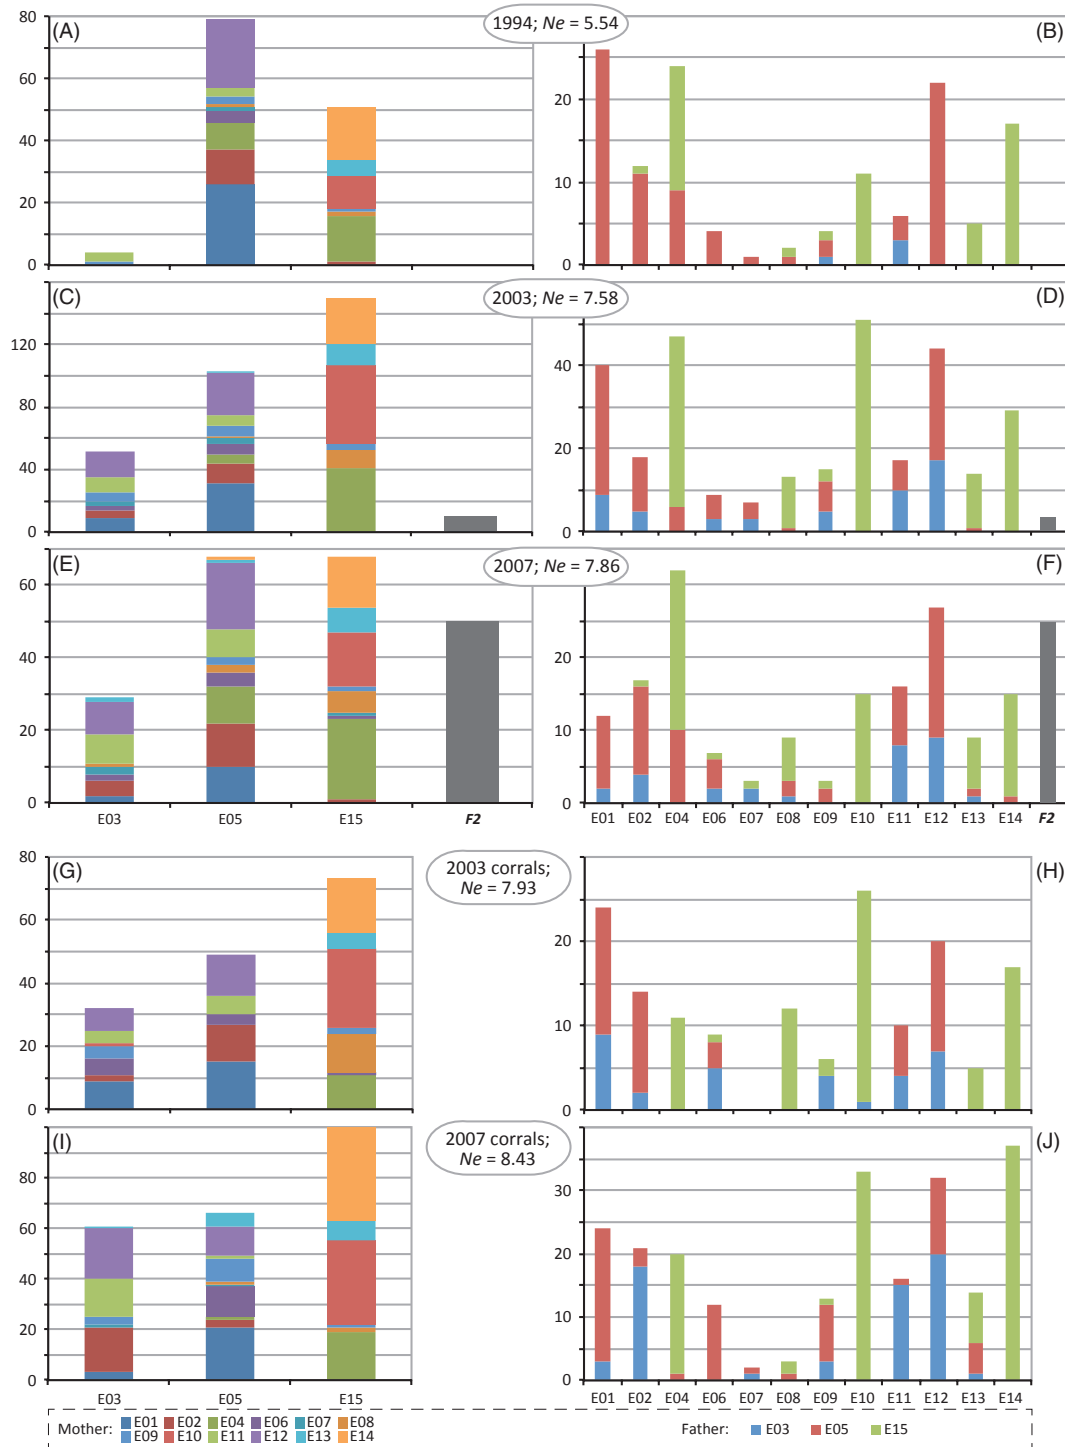 (A)
1994; Ne = 5.54
(B)
80
60
40
20
0
20
10
0
(C)
2003; Ne = 7.58
(D)
120
80
40
0
40
20
0
(E)
2007; Ne = 7.86
(F)
60
40
20
0
20
10
0
E03 E05 E15 F2
E01 E02 E04 E06 E07 E08 E09 E10 E11 E12 E13 E14 F2
(G)
2003 corrals;
Ne = 7.93
(H)
80
60
40
20
0
20
10
0
(I)
2007 corrals;
Ne = 8.43
(J)
80
60
40
20
0
30
20
10
0
E03 E05 E15
E01 E02 E04 E06 E07 E08 E09 E10 E11 E12 E13 E14
Mother: E01 E02 E04 E06 E07 E08
E09 E10 E11 E12 E13 E14
Father: E03 E05 E15